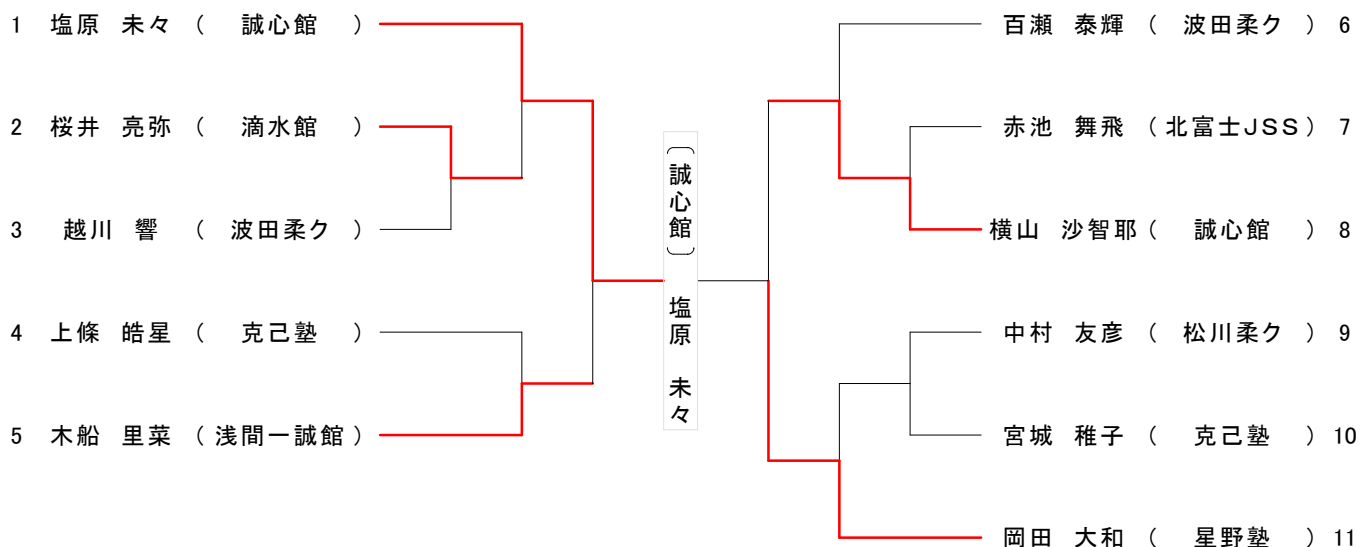 1 塩原 未々 ( 誠心館 )
2 桜井 亮弥 ( 滴水館 )
3 越川 響 ( 波田柔ク )
4 上條 皓星 ( 克己塾 )
5 木船 里菜 ( 浅間一誠館 )
(誠心館) 塩原 未々
百瀬 泰輝 ( 波田柔ク ) 6
赤池 舞飛 (北富士JSS) 7
横山 沙智耶 ( 誠心館 ) 8
中村 友彦 ( 松川柔ク ) 9
宮城 稚子 ( 克己塾 ) 10
岡田 大和 ( 星野塾 ) 11